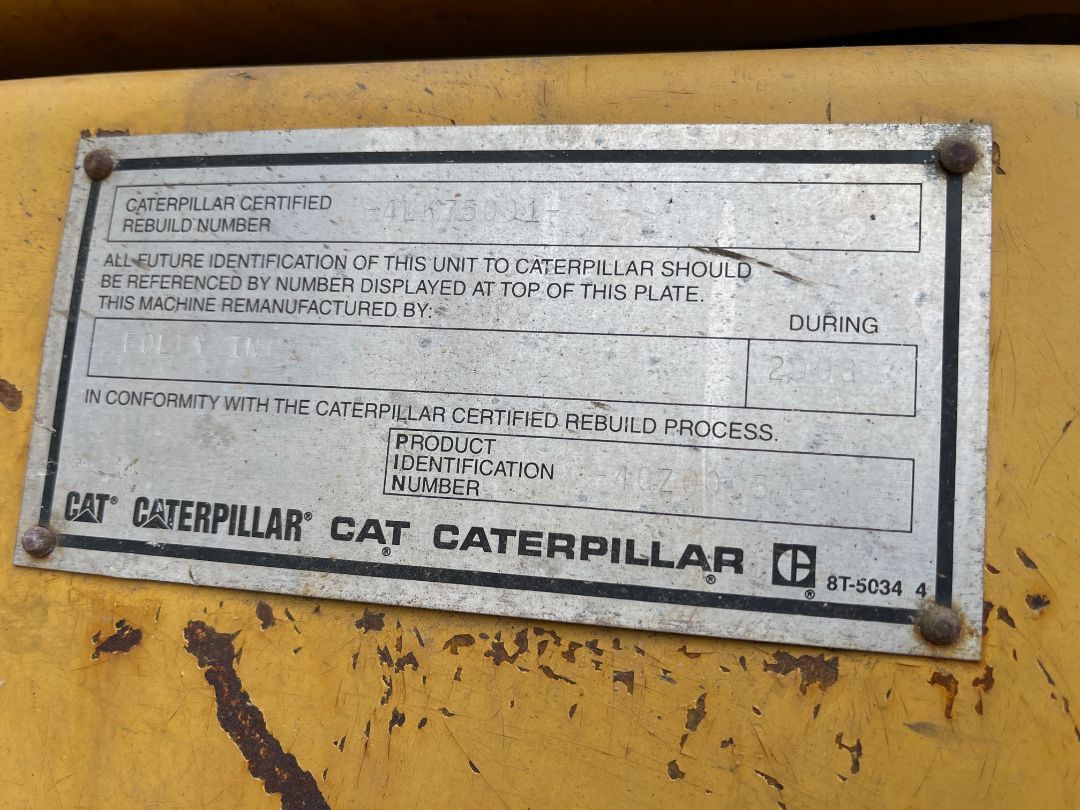 CATERPILLAR CERTIFIED
REBUILD NUMBER
ALL FUTURE IDENTIFICATION OF THIS UNIT TO CATERPILLAR SHOULD
BE REFERENCED BY NUMBER DISPLAYED AT TOP OF THIS PLATE.
THIS MACHINE REMANUFACTURED BY:
DURING
INC
2008
IN CONFORMITY WITH THE CATERPILLAR CERTIFIED REBUILD PROCESS.
PRODUCT
IDENTIFICATION
NUMBER
CAT® CATERPILLAR® CAT® CATERPILLAR® C® 8T-5034 4